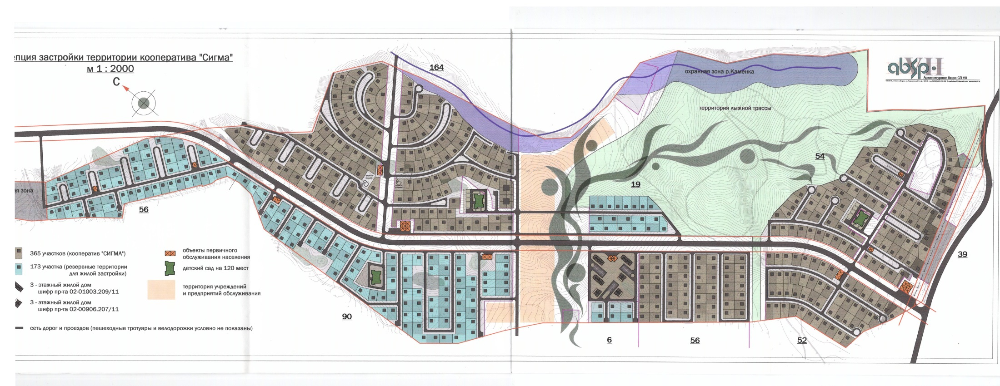 епция застройки территории кооператива "Сигма"
м 1 : 2000
С
164
охранная зона р.Каменка
территория лыжной трассы
absp VII
Архитектурное бюро СП VII
54
19
ая зона
56
39
365 участков (кооператив "СИГМА")
173 участка (резервные территории
для жилой застройки)
3 - этажный жилой дом
шифр пр-та 02-01003.209/11
3 - этажный жилой дом
шифр пр-та 02-00906.207/11
сеть дорог и проездов (пешеходные тротуары и велодорожки условно не показаны)
объекты первичного
обслуживания населения
детский сад на 120 мест
территория учреждений
и предприятий обслуживания
90
6
56
52